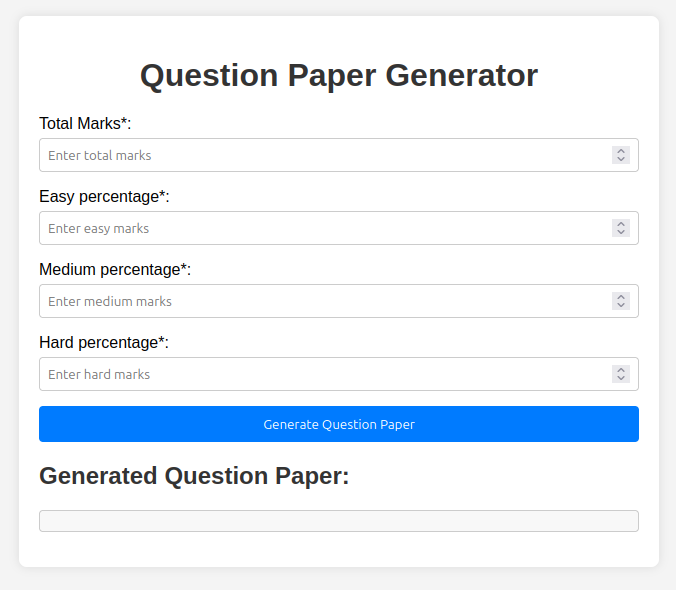 Question Paper Generator
Total Marks*:
Enter total marks
Easy percentage*:
Enter easy marks
Medium percentage*:
Enter medium marks
Hard percentage*:
Enter hard marks
Generate Question Paper
Generated Question Paper: